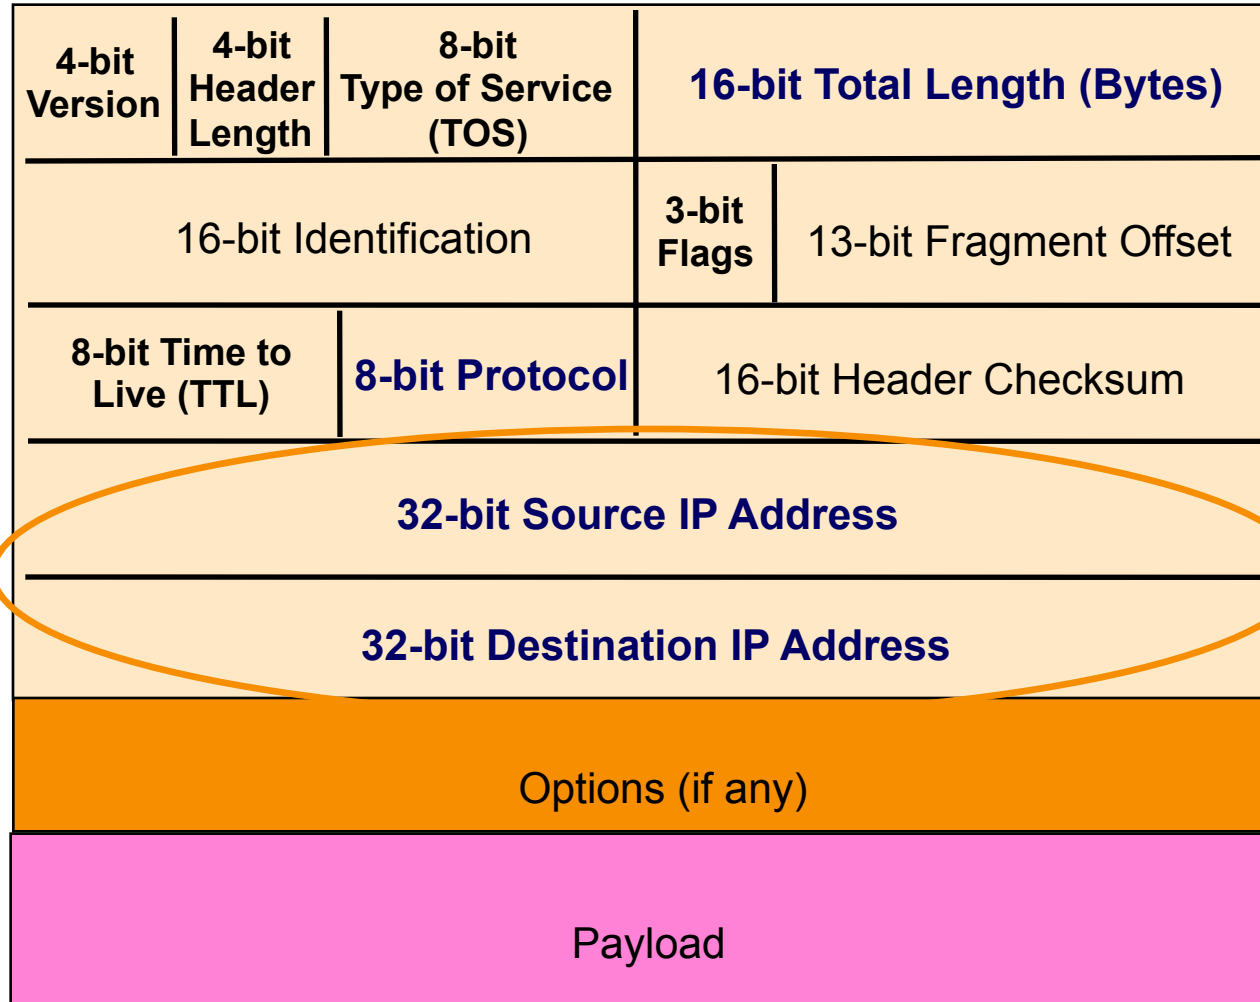 4-bit
Version
4-bit
Header
Length
8-bit
Type of Service
(TOS)
16-bit Total Length (Bytes)
16-bit Identification
3-bit
Flags
13-bit Fragment Offset
8-bit Time to
Live (TTL)
8-bit Protocol
16-bit Header Checksum
32-bit Source IP Address
32-bit Destination IP Address
Options (if any)
Payload